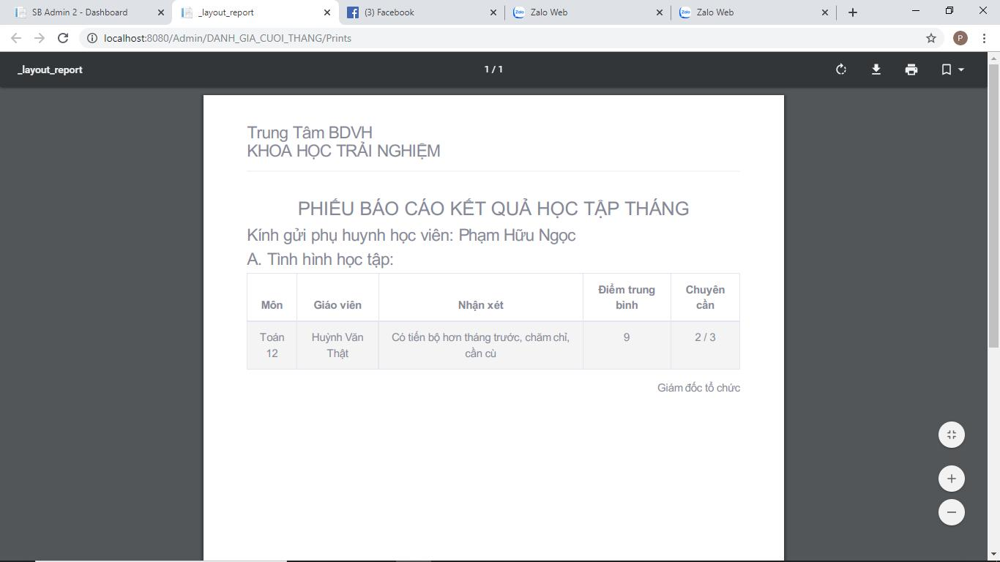 SB Admin 2 - Dashboard
_layout_report
(3) Facebook
Zalo Web
Zalo Web
localhost:8080/Admin/DANH_GIA_CUOI_THANG/Prints
P
_layout_report
1 / 1
Trung Tâm BDVH
KHOA HỌC TRẢI NGHIỆM
PHIẾU BÁO CÁO KẾT QUẢ HỌC TẬP THÁNG
Kính gửi phụ huynh học viên: Phạm Hữu Ngọc
A. Tình hình học tập:
Môn
Giáo viên
Nhận xét
Điểm trung
bình
Chuyên
cần
Toán
12
Huỳnh Văn
Thật
Có tiến bộ hơn tháng trước, chăm chỉ,
cần cù
9
2 / 3
Giám đốc tổ chức